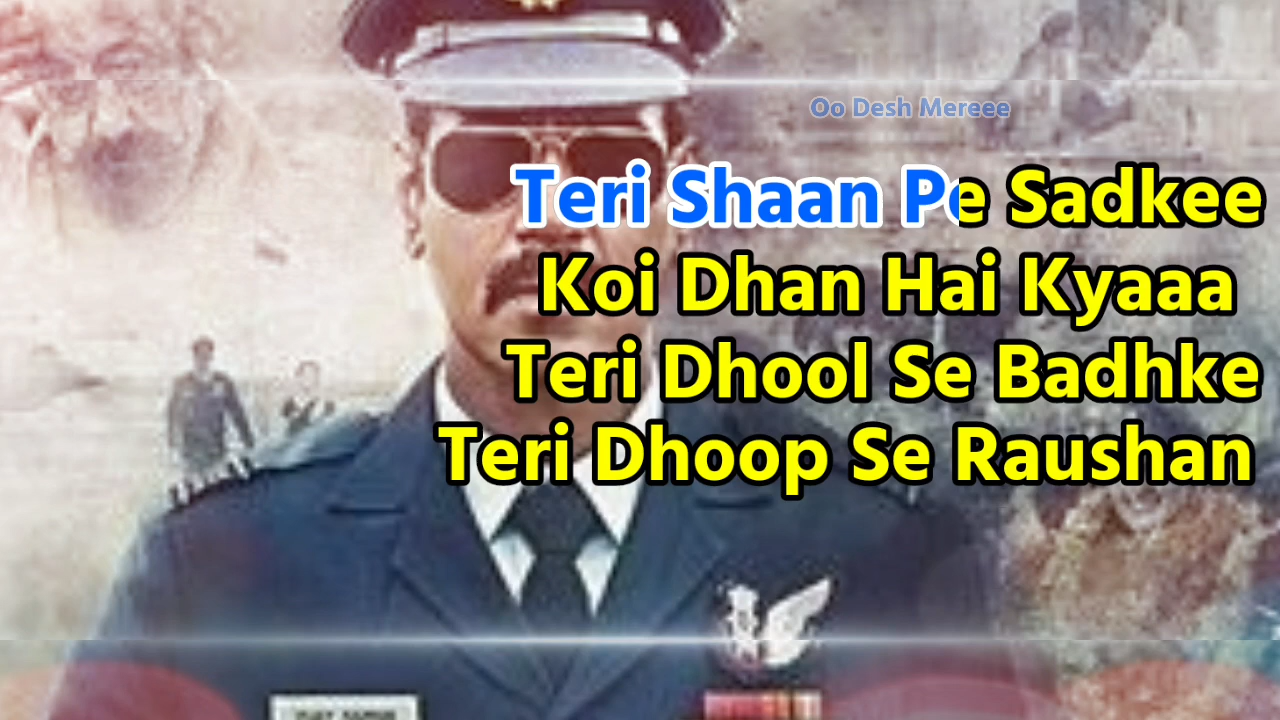 Oo Desh Mereee
Teri Shaan Pe Sadkee
Koi Dhan Hai Kyaaa
Teri Dhool Se Badhke
Teri Dhoop Se Raushan